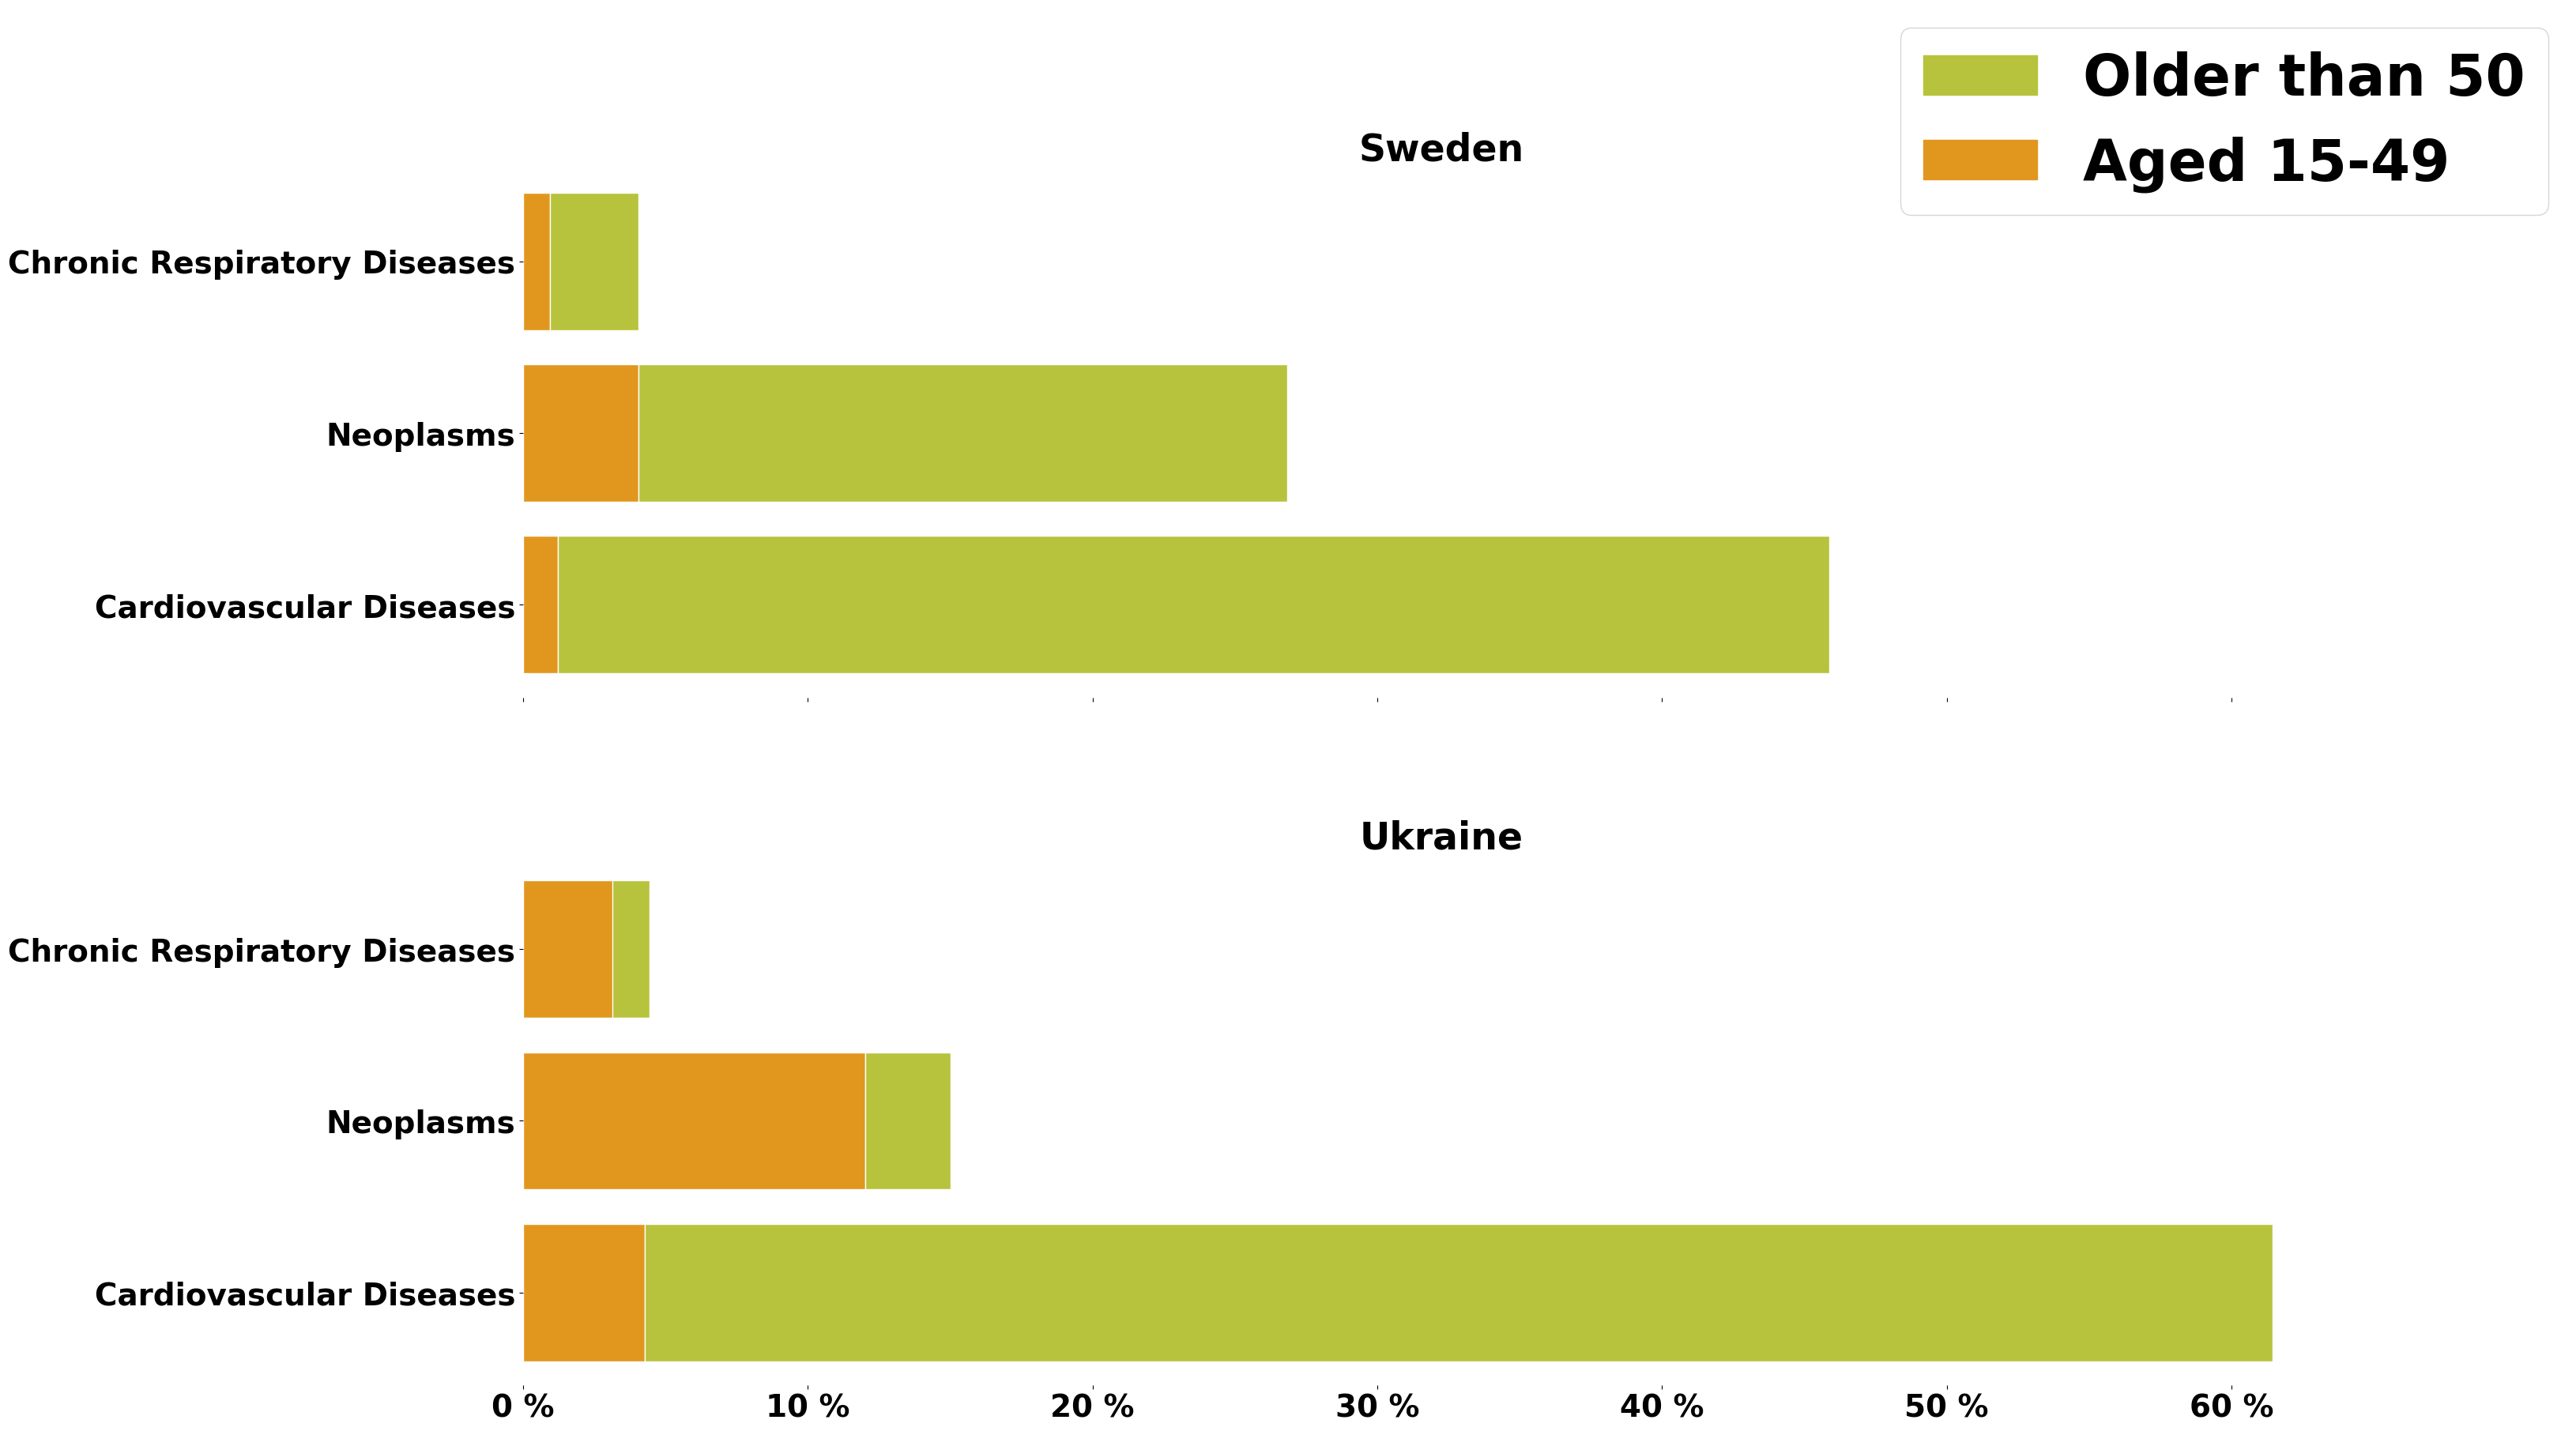 Older than 50
Aged 15-49
Sweden
Chronic Respiratory Diseases
Neoplasms
Cardiovascular Diseases
Ukraine
Chronic Respiratory Diseases
Neoplasms
Cardiovascular Diseases
0 % 10 % 20 % 30 % 40 % 50 % 60 %